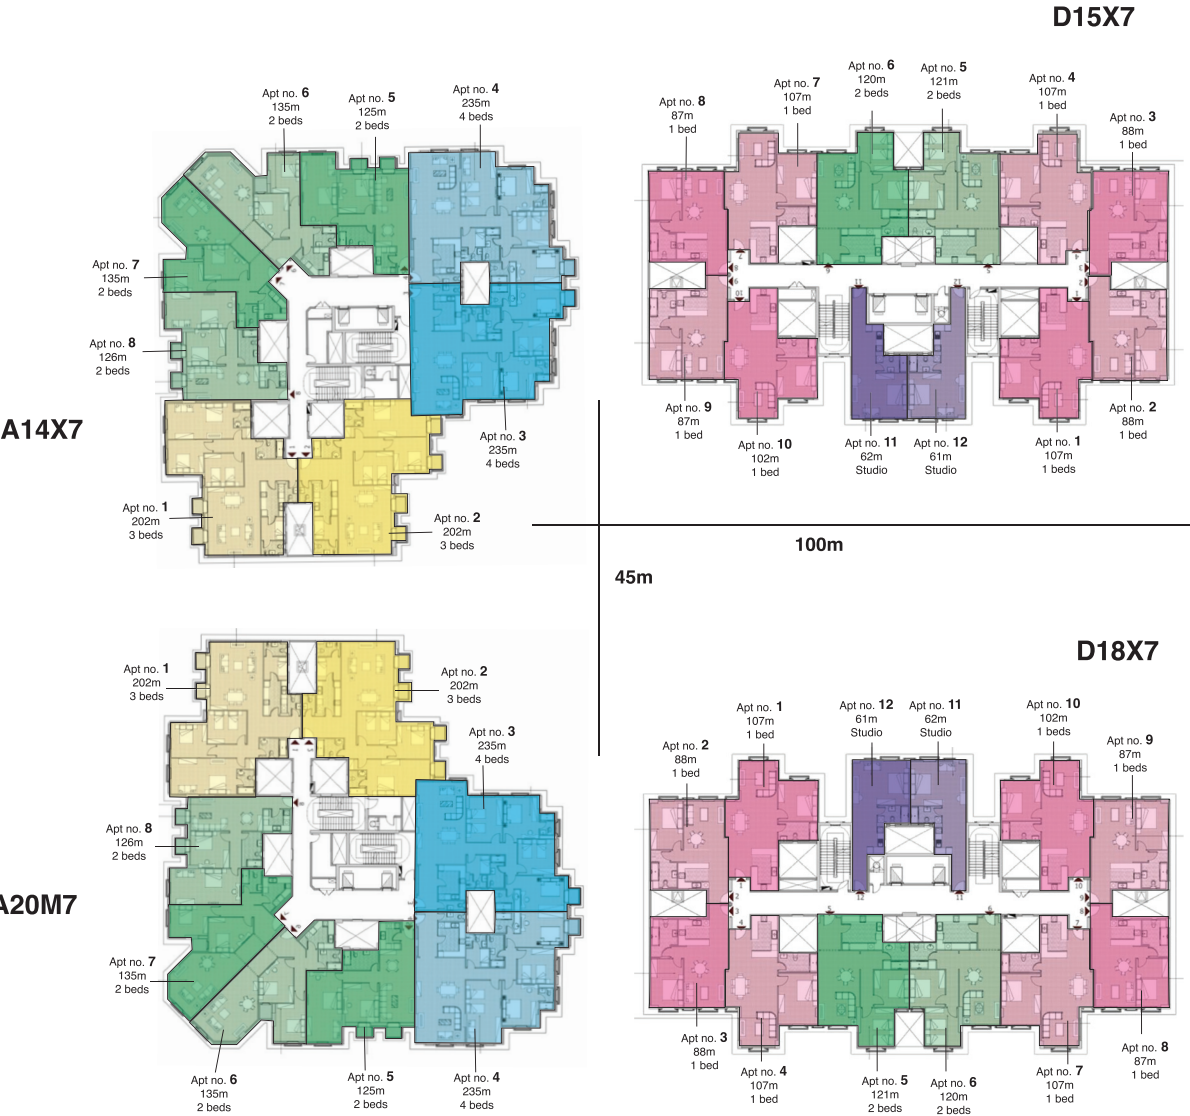 D15X7
Apt no. 6
135m
2 beds
Apt no. 5
125m
2 beds
Apt no. 4
235m
4 beds
Apt no. 7
135m
2 beds
Apt no. 8
126m
2 beds
A14X7
Apt no. 3
235m
4 beds
Apt no. 1
202m
3 beds
Apt no. 2
202m
3 beds
Apt no. 8
87m
1 bed
Apt no. 7
107m
1 bed
Apt no. 6
120m
2 beds
Apt no. 5
121m
2 beds
Apt no. 4
107m
1 bed
Apt no. 3
88m
1 bed
Apt no. 9
87m
1 bed
Apt no. 10
102m
1 bed
Apt no. 11
62m
Studio
Apt no. 12
61m
Studio
Apt no. 1
107m
1 beds
Apt no. 2
88m
1 bed
100m
45m
D18X7
Apt no. 1
202m
3 beds
Apt no. 2
202m
3 beds
Apt no. 3
235m
4 beds
Apt no. 8
126m
2 beds
A20M7
Apt no. 7
135m
2 beds
Apt no. 6
135m
2 beds
Apt no. 5
125m
2 beds
Apt no. 4
235m
4 beds
Apt no. 2
88m
1 bed
Apt no. 1
107m
1 bed
Apt no. 12
61m
Studio
Apt no. 11
62m
Studio
Apt no. 10
102m
1 bed
Apt no. 9
87m
1 beds
Apt no. 3
88m
1 bed
Apt no. 4
107m
1 bed
Apt no. 5
121m
2 beds
Apt no. 6
120m
2 beds
Apt no. 7
107m
1 bed
Apt no. 8
87m
1 bed